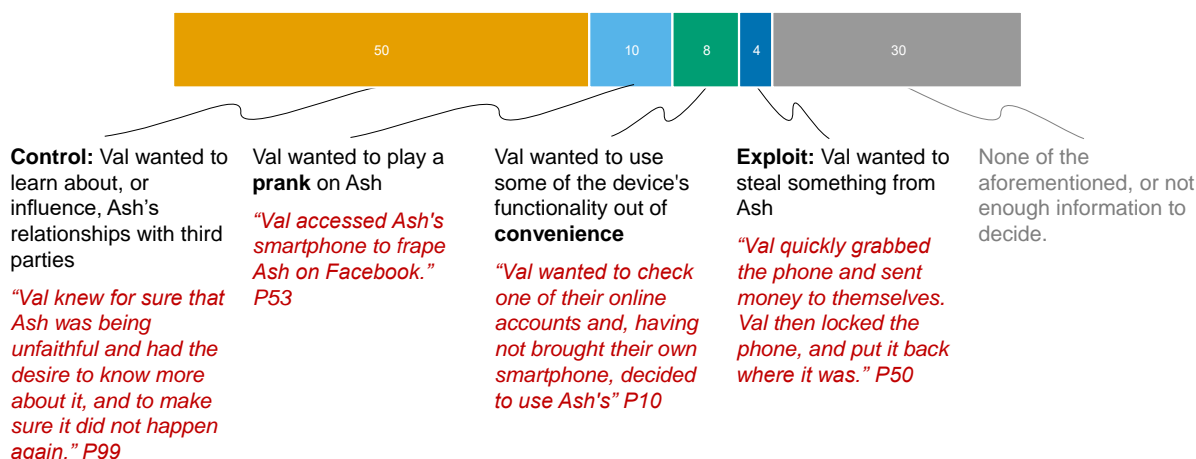 50
10
8
4
30
Control: Val wanted to
learn about, or
influence, Ash's
relationships with third
parties
“Val knew for sure that
Ash was being
unfaithful and had the
desire to know more
about it, and to make
sure it did not happen
again.” P99
Val wanted to play a
prank on Ash
“Val accessed Ash's
smartphone to frape
Ash on Facebook.”
P53
Val wanted to use
some of the device's
functionality out of
convenience
“Val wanted to check
one of their online
accounts and, having
not brought their own
smartphone, decided
to use Ash's” P10
Exploit: Val wanted to
steal something from
Ash
“Val quickly grabbed
the phone and sent
money to themselves.
Val then locked the
phone, and put it back
where it was.” P50
None of the
aforementioned, or not
enough information to
decide.